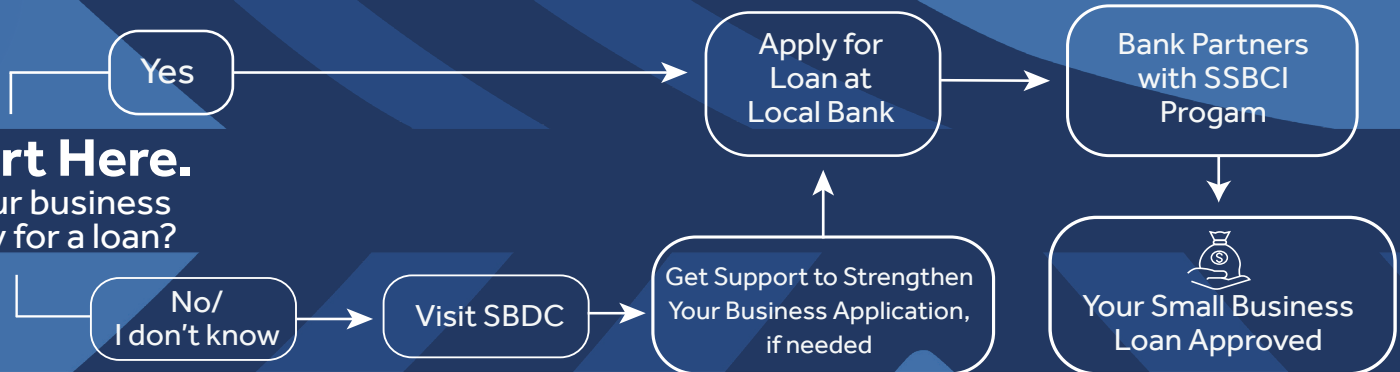 Yes
Apply for
Loan at
Local Bank
Bank Partners
with SSBCI
Progam
rt Here.
ur business
y for a loan?
No/
I don't know
Visit SBDC
Get Support to Strengthen
Your Business Application,
if needed
$
Your Small Business
Loan Approved